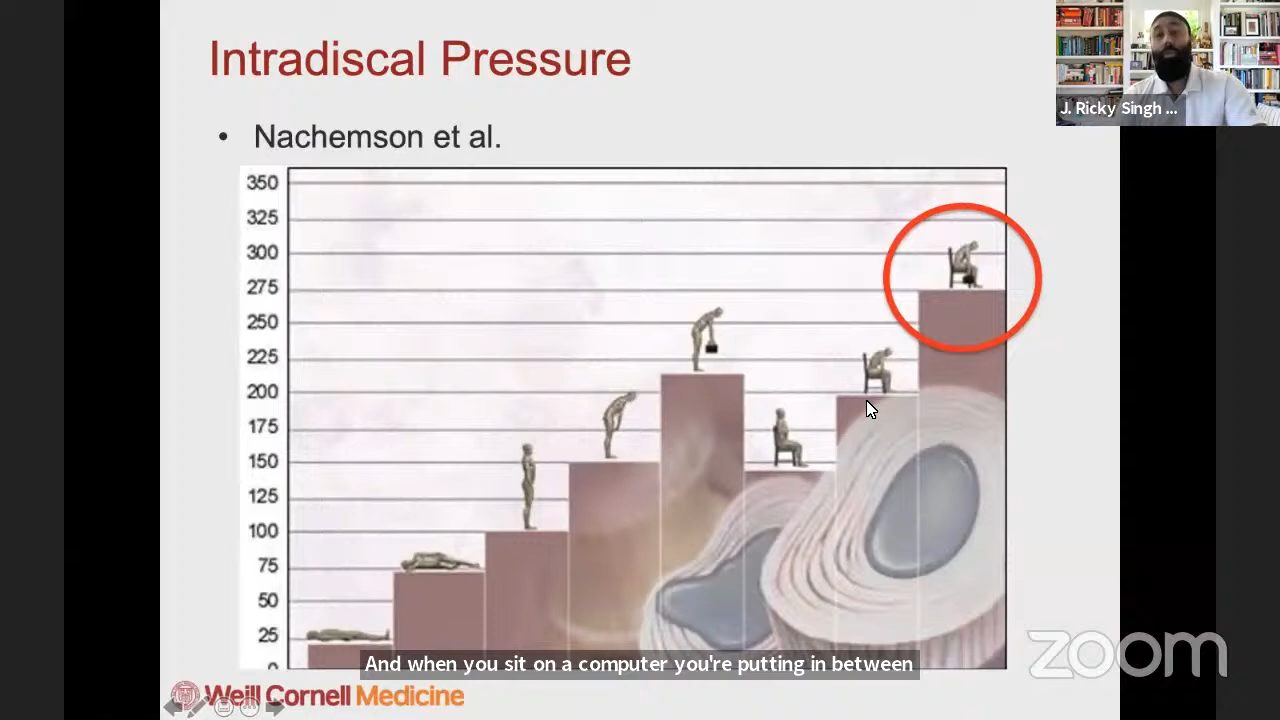 Intradiscal Pressure
J. Ricky Singh ...
• Nachemson et al.
350
325
300
275
250
225
200
175
150
125
100
75
50
25
0
And when you sit on a computer you're putting in between
zoom
Weill Cornell Medicine